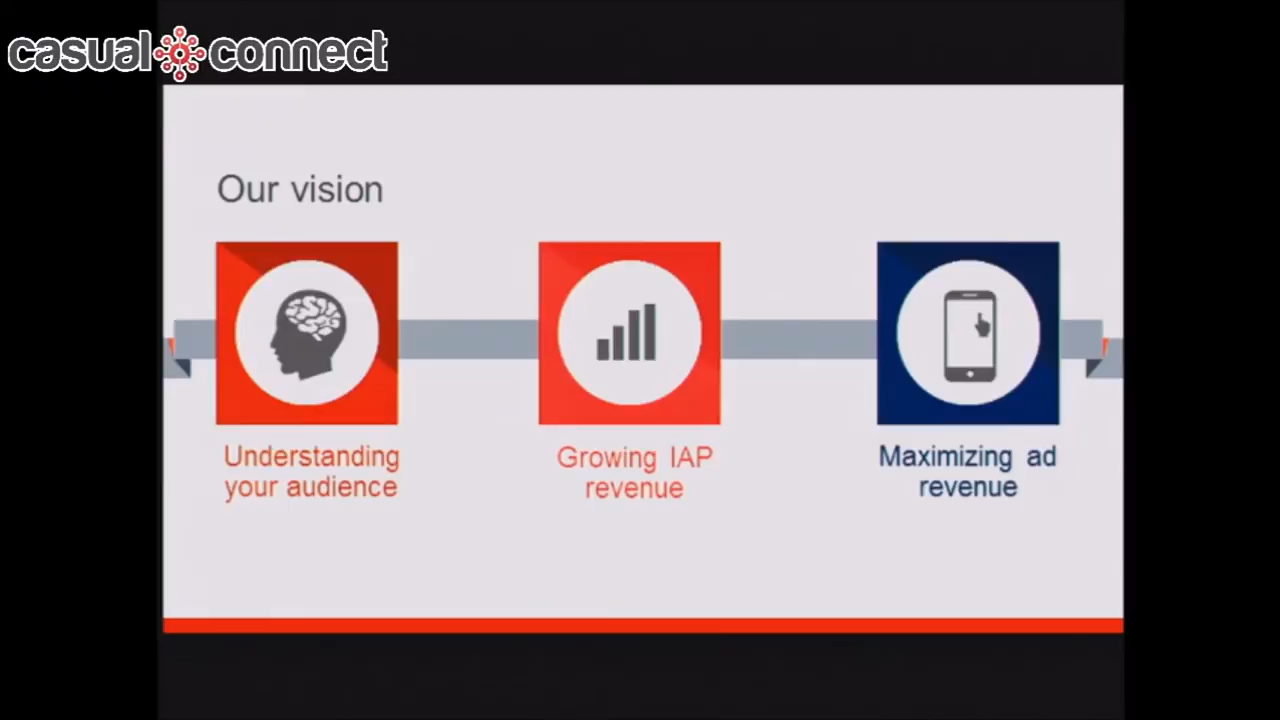 casual connect
Our vision
Understanding
your audience
Growing IAP
revenue
Maximizing ad
revenue